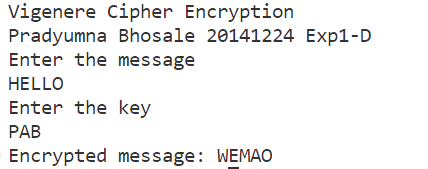 Vigenere Cipher Encryption
Pradyumna Bhosale 20141224 Exp1-D
Enter the message
HELLO
Enter the key
PAB
Encrypted message: WEMAO